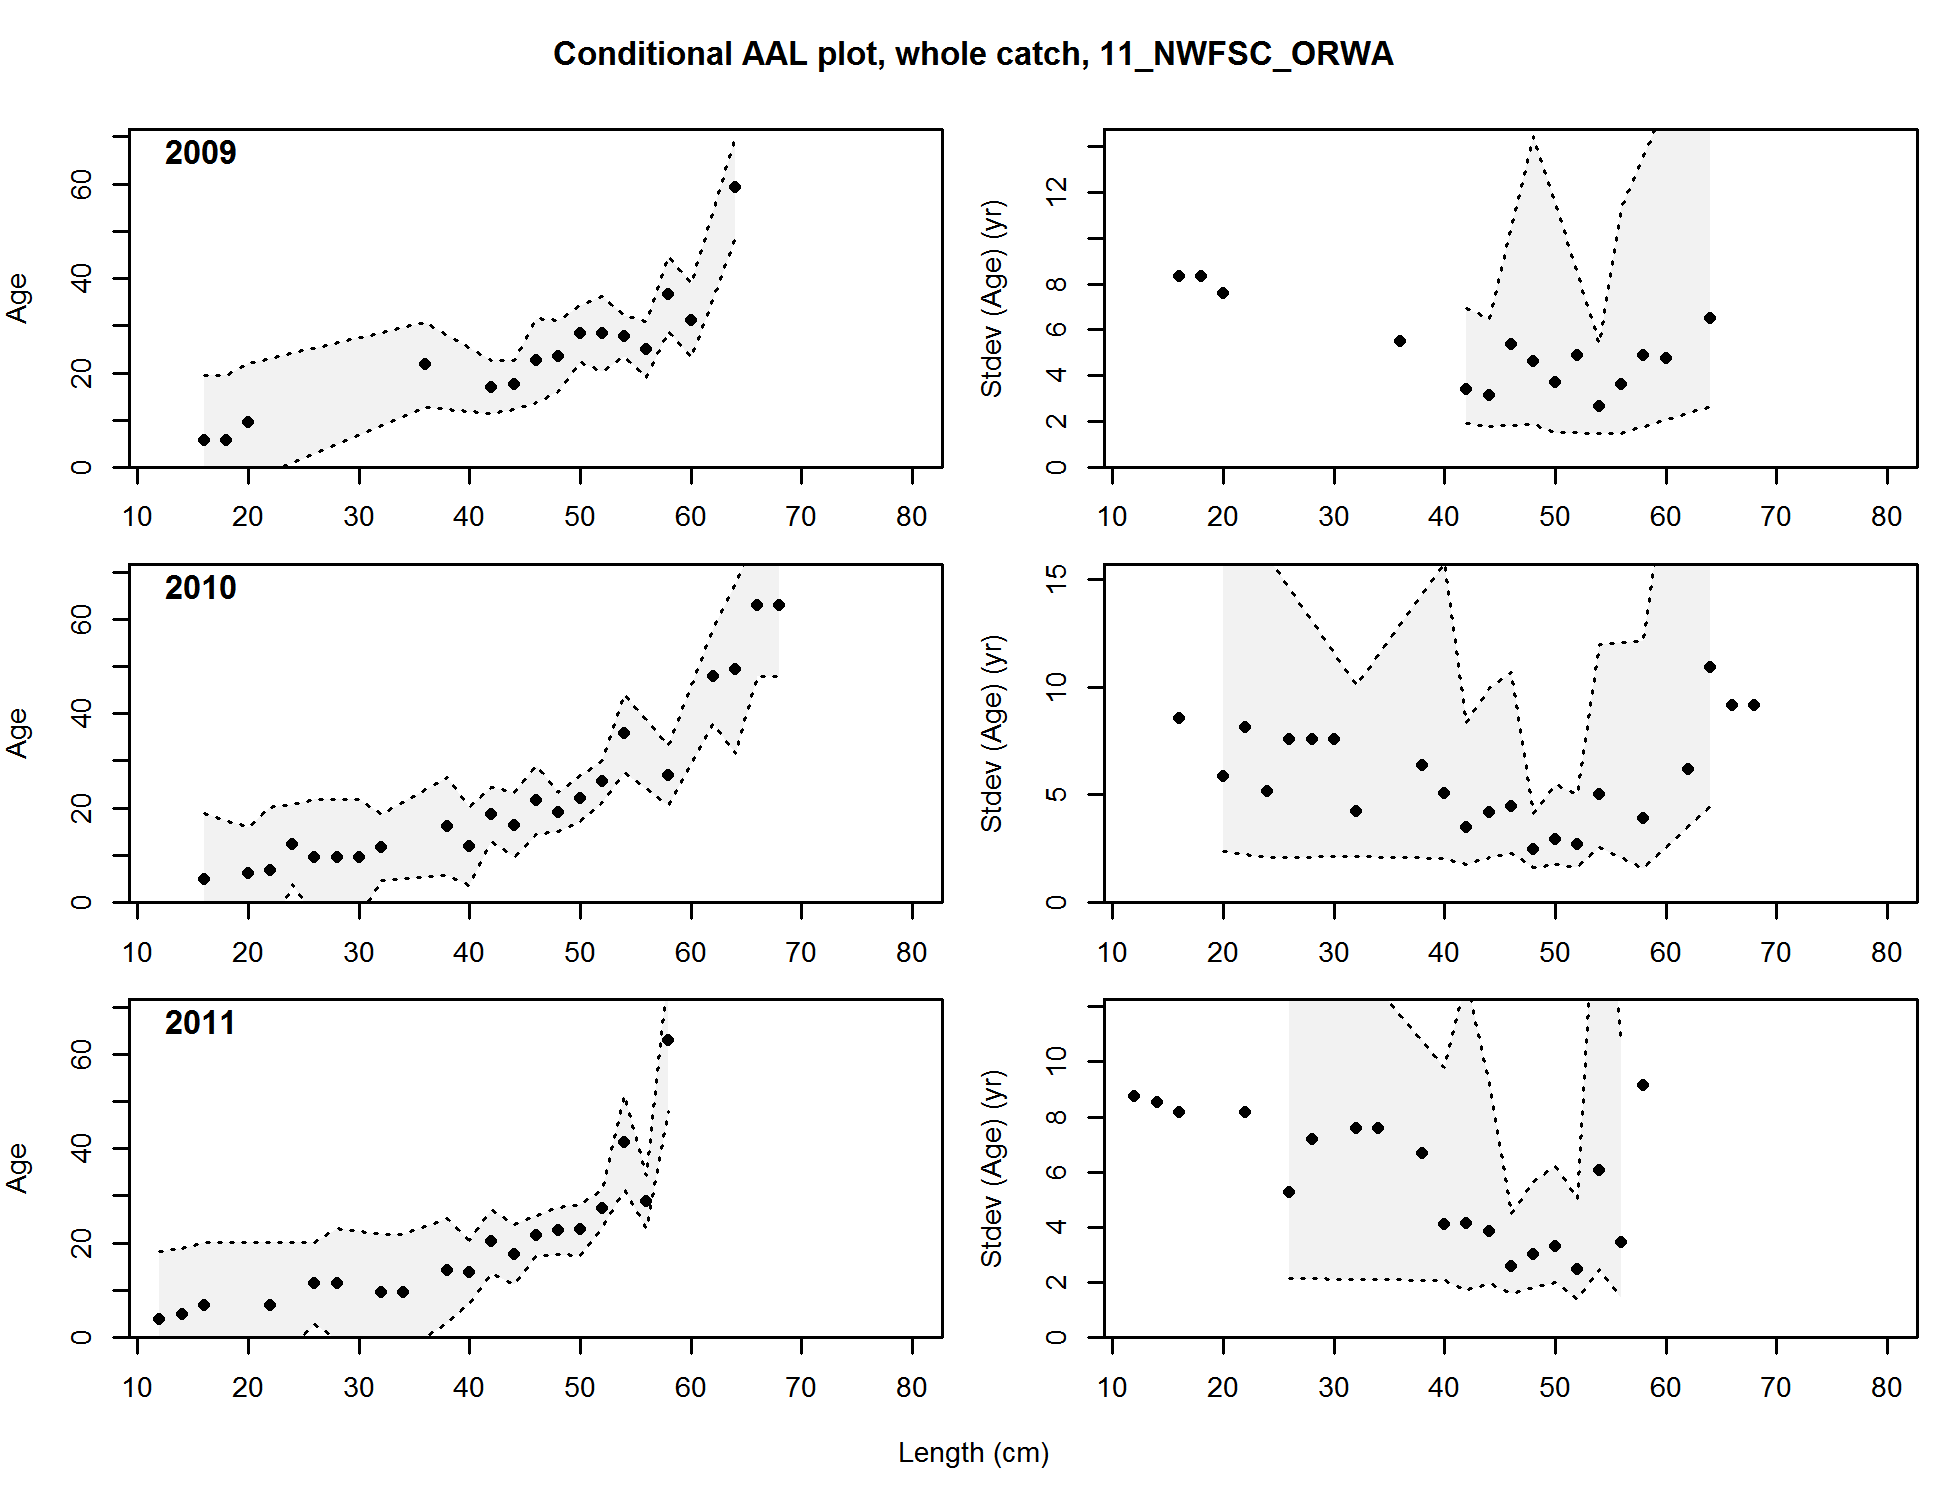 Conditional AAL plot, whole catch, 11_NWFSC_ORWA
2009
Age
0 20 40 60
10 20 30 40 50 60 70 80
Stdev (Age) (yr)
0 2 4 6 8 12
10 20 30 40 50 60 70 80
2010
Age
0 20 40 60
10 20 30 40 50 60 70 80
Stdev (Age) (yr)
0 5 10 15
10 20 30 40 50 60 70 80
2011
Age
0 20 40 60
10 20 30 40 50 60 70 80
Stdev (Age) (yr)
0 2 4 6 8 10
10 20 30 40 50 60 70 80
Length (cm)